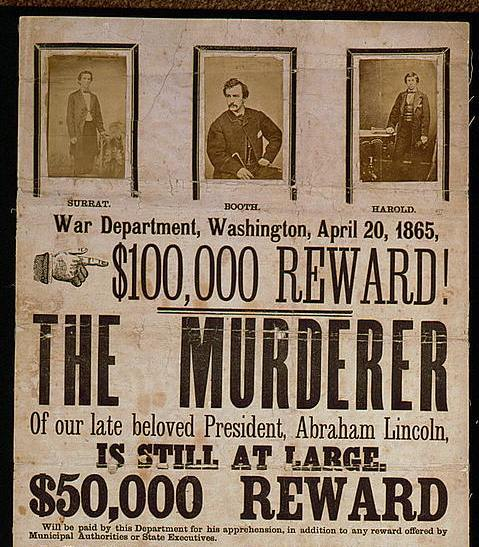 SURRAT. BOOTH. HAROLD.
War Department, Washington, April 20, 1865,
$100,000 REWARD!
THE MURDERER
Of our late beloved President, Abraham Lincoln,
IS STILL AT LARGE.
$50,000 REWARD
Will be paid by this Department for his apprehension, in addition to any reward offered by
Municipal Authorities or State Executives.